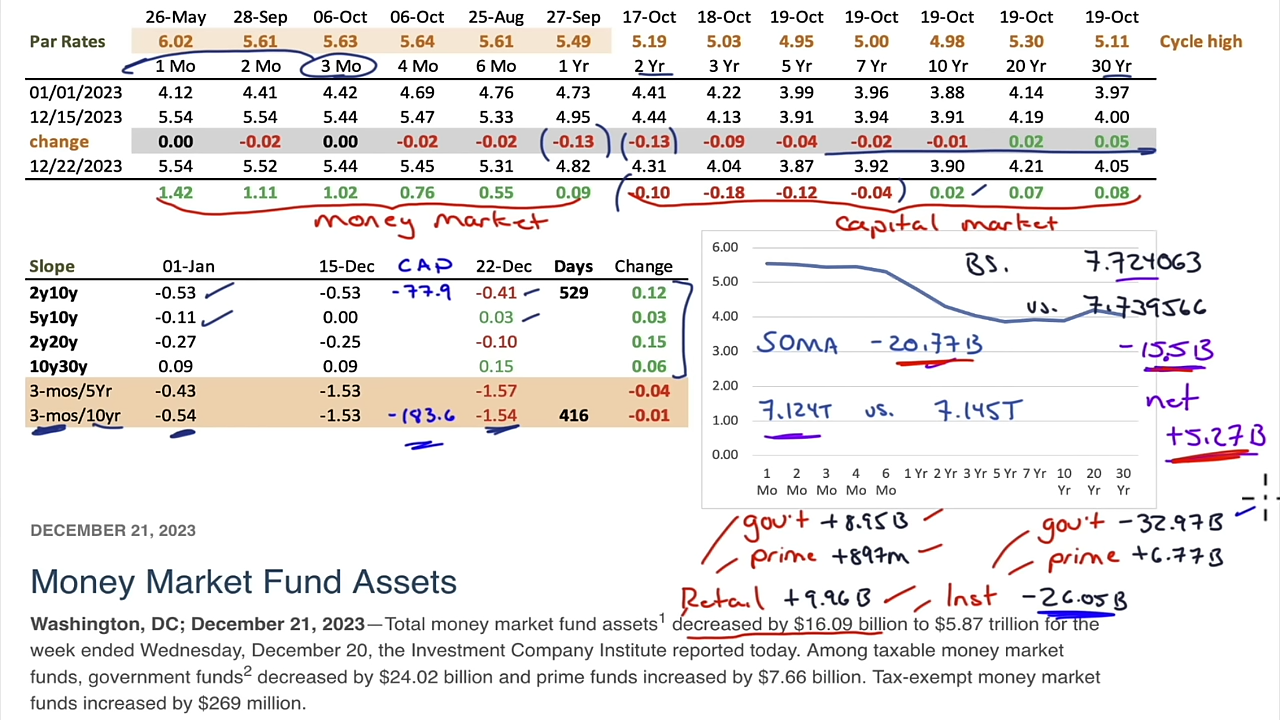 26-May 28-Sep 06-Oct 06-Oct 25-Aug 27-Sep 17-Oct 18-Oct 19-Oct 19-Oct 19-Oct 19-Oct 19-Oct
Par Rates 6.02 5.61 5.63 5.64 5.61 5.49 5.19 5.03 4.95 5.00 4.98 5.30 5.11 Cycle high
1 Mo 2 Mo 3 Mo 4 Mo 6 Mo 1 Yr 2 Yr 3 Yr 5 Yr 7 Yr 10 Yr 20 Yr 30 Yr
01/01/2023 4.12 4.41 4.42 4.69 4.76 4.73 4.41 4.22 3.99 3.96 3.88 4.14 3.97
12/15/2023 5.54 5.54 5.44 5.47 5.33 4.95 4.44 4.13 3.91 3.94 3.91 4.19 4.00
change 0.00 -0.02 0.00 -0.02 -0.02 (-0.13) (-0.13) -0.09 -0.04 -0.02 -0.01 0.02 0.05
12/22/2023 5.54 5.52 5.44 5.45 5.31 4.82 4.31 4.04 3.87 3.92 3.90 4.21 4.05
1.42 1.11 1.02 0.76 0.55 0.09 (-0.10 -0.18 -0.12 -0.04) 0.02 0.07 0.08
money market capital market
Slope 01-Jan 15-Dec CAP 22-Dec Days Change
2y10y -0.53 -0.53 -77.9 -0.41 529 0.12
5y10y -0.11 0.00 0.03 0.03
2y20y -0.27 -0.25 -0.10 0.15
10y30y 0.09 0.09 0.15 0.06
3-mos/5Yr -0.43 -1.53 -1.57 -0.04
3-mos/10yr -0.54 -1.53 -183.6 -1.54 416 -0.01
6.00
5.00
4.00
3.00
2.00
1.00
0.00
1 Mo 2 Mo 3 Mo 4 Mo 6 Mo 1 Yr 2 Yr 3 Yr 5 Yr 7 Yr 10 Yr 20 Yr 30 Yr
BS. 7.724063
vs. 7.739566
SOMA -20.77B -15.5B
7.124T vs. 7.145T net
+5.27B
gov't +8.95B gov't -32.97B
prime +897m prime +6.77B
Retail +9.96B Inst -26.05B
DECEMBER 21, 2023
Money Market Fund Assets
Washington, DC; December 21, 2023—Total money market fund assets1 decreased by $16.09 billion to $5.87 trillion for the
week ended Wednesday, December 20, the Investment Company Institute reported today. Among taxable money market
funds, government funds2 decreased by $24.02 billion and prime funds increased by $7.66 billion. Tax-exempt money market
funds increased by $269 million.